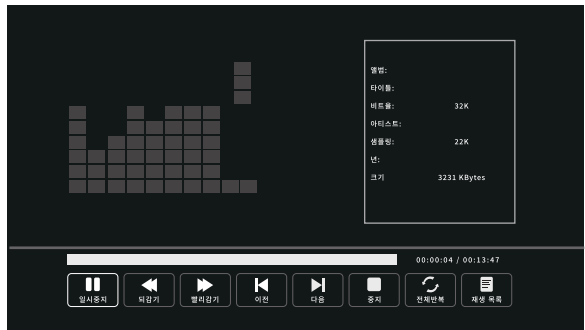 앨범:
타이틀:
비트율: 32K
아티스트:
샘플링: 22K
년:
크기 3231 KBytes
00:00:04 / 00:13:47
일시중지 되감기 빨리감기 이전 다음 중지 전체반복 재생 목록